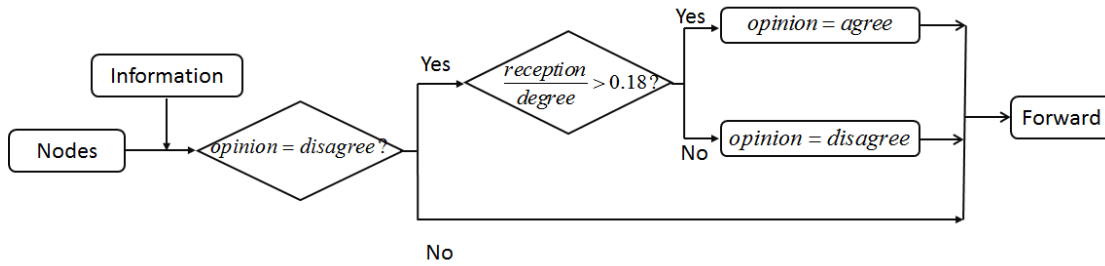 Information
Nodes
opinion = disagree ?
Yes
No
reception
degree
> 0.18 ?
Yes
No
opinion = agree
opinion = disagree
Forward